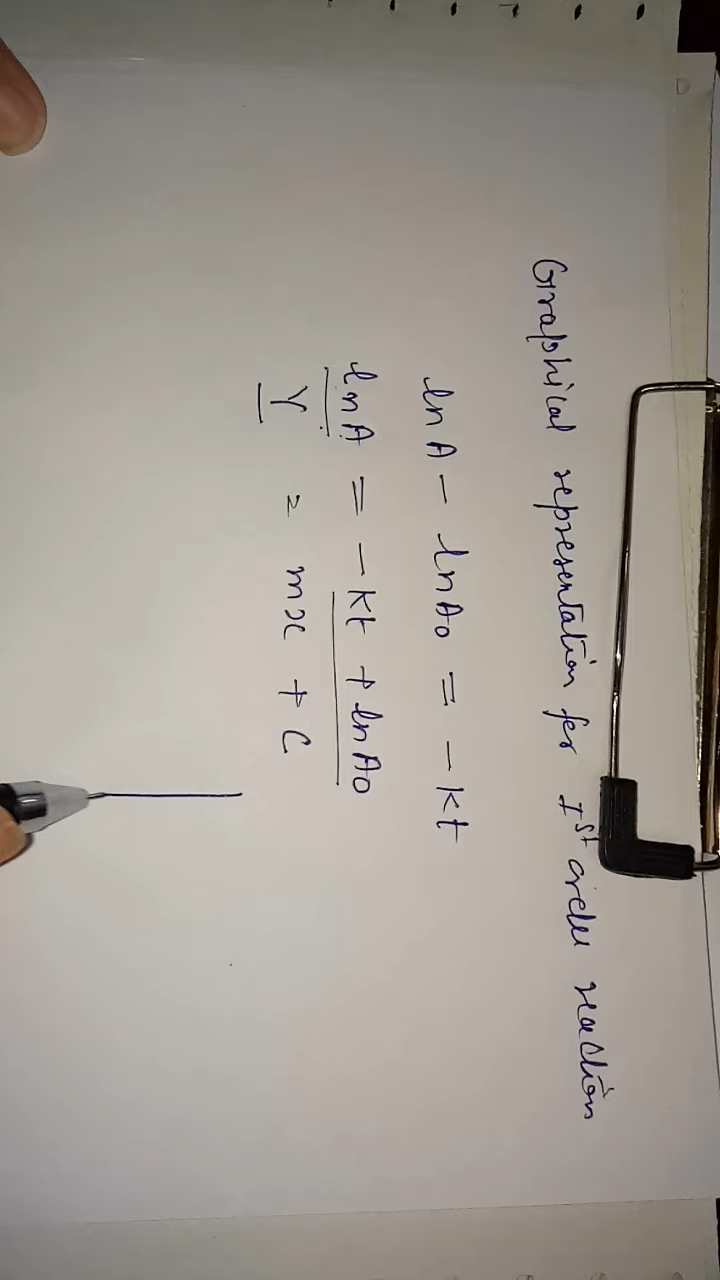 Graphical representation for Ist order reaction
ln A - ln A0 = - Kt
ln A = - Kt + ln A0
Y = mx + C